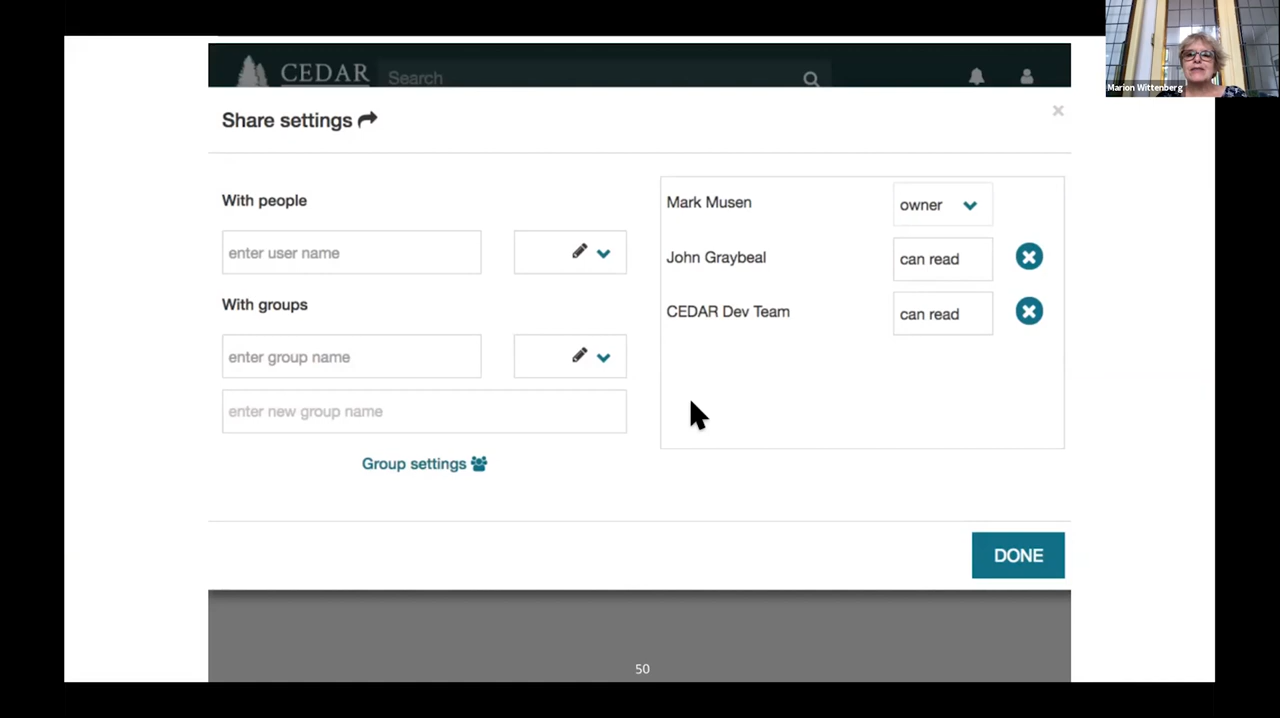 CEDAR
Search
Marion Wittenberg
Share settings
×
With people
enter user name
With groups
enter group name
enter new group name
Group settings
Mark Musen
owner
John Graybeal
can read
CEDAR Dev Team
can read
DONE
50